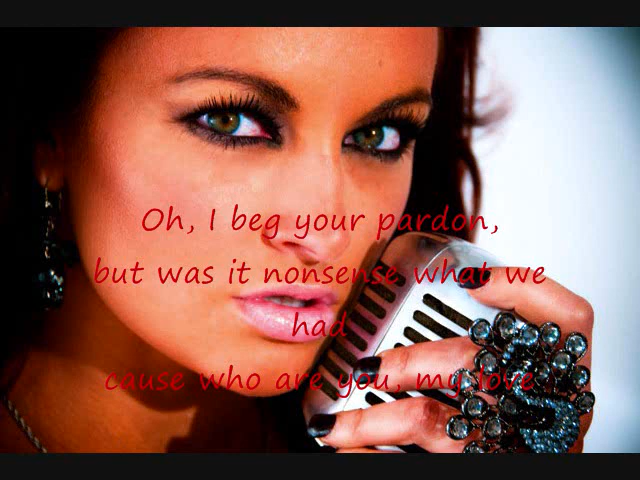 Oh, I beg your pardon,
but was it nonsense what we
had
cause who are you, my love